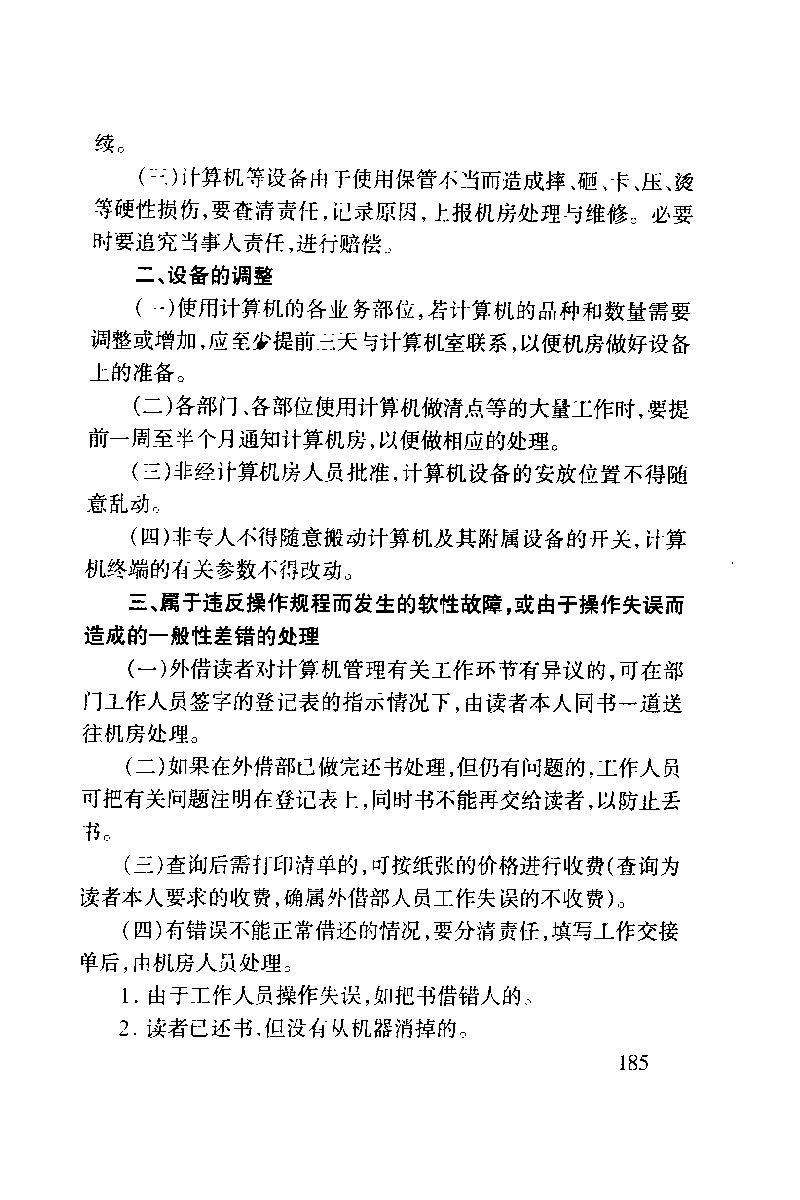 续。
(三)计算机等设备由于使用保管不当而造成摔、砸、卡、压、烫
等硬性损伤,要查清责任,记录原因,上报机房处理与维修。必要
时要追究当事人责任,进行赔偿。
二、设备的调整
(一)使用计算机的各业务部位,若计算机的品种和数量需要
调整或增加,应至少提前三天与计算机室联系,以便机房做好设备
上的准备。
(二)各部门、各部位使用计算机做清点等的大量工作时,要提
前一周至半个月通知计算机房,以便做相应的处理。
(三)非经计算机房人员批准,计算机设备的安放位置不得随
意乱动。
(四)非专人不得随意搬动计算机及其附属设备的开关,计算
机终端的有关参数不得改动。
三、属于违反操作规程而发生的软性故障,或由于操作失误而
造成的一般性差错的处理
(一)外借读者对计算机管理有关工作环节有异议的,可在部
门工作人员签字的登记表的指示情况下,由读者本人同书一道送
往机房处理。
(二)如果在外借部已做完还书处理,但仍有问题的,工作人员
可把有关问题注明在登记表上,同时书不能再交给读者,以防止丢
书。
(三)查询后需打印清单的,可按纸张的价格进行收费(查询为
读者本人要求的收费,确属外借部人员工作失误的不收费)。
(四)有错误不能正常借还的情况,要分清责任,填写工作交接
单后,由机房人员处理。
1. 由于工作人员操作失误,如把书借错人的。
2. 读者已还书,但没有从机器消掉的。
185